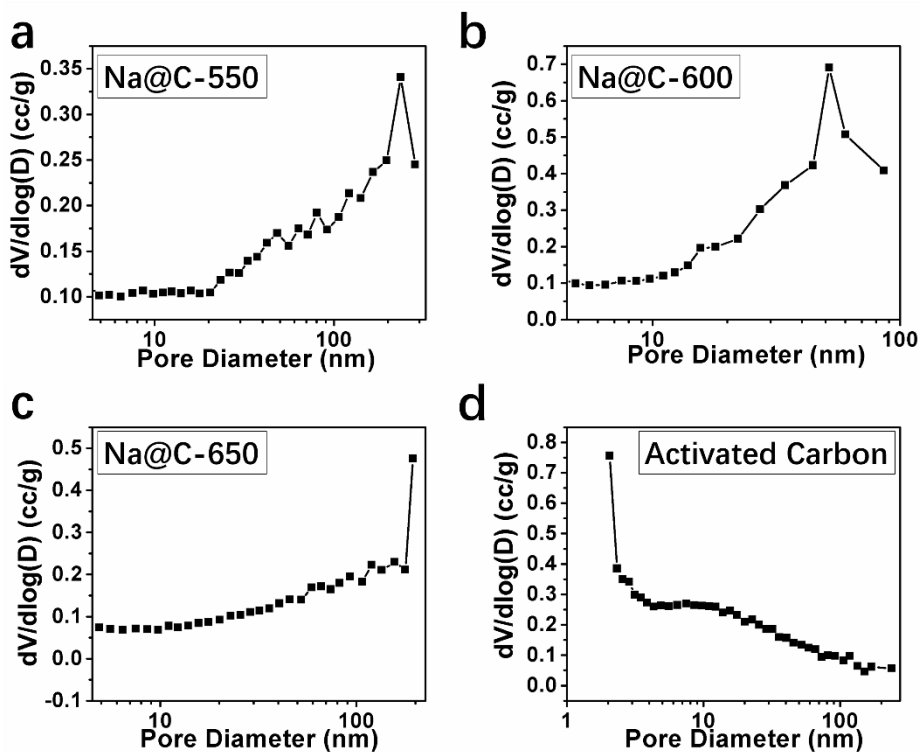 a
Na@C-550
dV/dlog(D) (cc/g)
0.35
0.30
0.25
0.20
0.15
0.10
10
100
Pore Diameter (nm)
b
Na@C-600
dV/dlog(D) (cc/g)
0.7
0.6
0.5
0.4
0.3
0.2
0.1
0.0
10
100
Pore Diameter (nm)
c
Na@C-650
dV/dlog(D) (cc/g)
0.5
0.4
0.3
0.2
0.1
0.0
-0.1
10
100
Pore Diameter (nm)
d
Activated Carbon
dV/dlog(D) (cc/g)
0.8
0.7
0.6
0.5
0.4
0.3
0.2
0.1
0.0
1
10
100
Pore Diameter (nm)